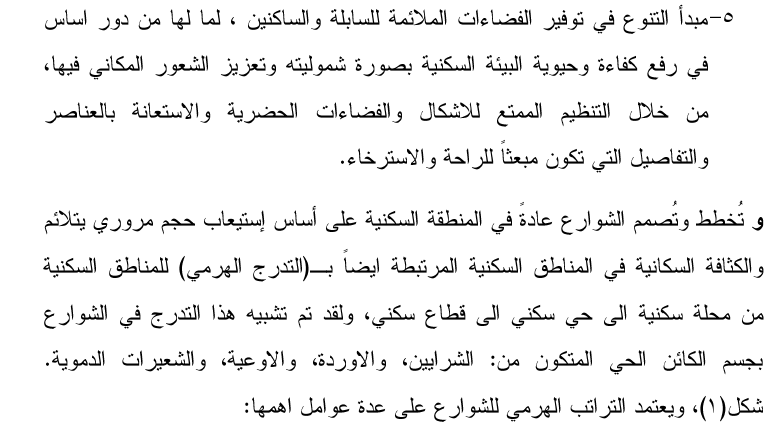 ٥-مبدأ التنوع في توفير الفضاءات الملائمة للسابلة والساكنين ، لما لها من دور اساس
في رفع كفاءة وحيوية البيئة السكنية بصورة شموليته وتعزيز الشعور المكاني فيها،
من خلال التنظيم الممتع للاشكال والفضاءات الحضرية والاستعانة بالعناصر
والتفاصيل التي تكون مبعثاً للراحة والاسترخاء.
و تُخطط وتُصمم الشوارع عادةً في المنطقة السكنية على أساس إستيعاب حجم مروري يتلائم
والكثافة السكانية في المناطق السكنية المرتبطة ايضاً بـــ(التدرج الهرمي) للمناطق السكنية
من محلة سكنية الى حي سكني الى قطاع سكني، ولقد تم تشبيه هذا التدرج في الشوارع
بجسم الكائن الحي المتكون من: الشرايين، والاوردة، والاوعية، والشعيرات الدموية.
شكل(١)، ويعتمد التراتب الهرمي للشوارع على عدة عوامل اهمها: